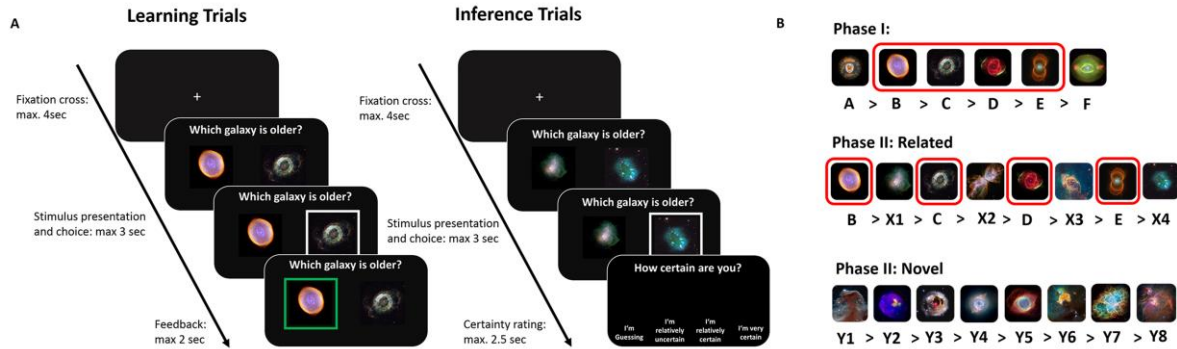 A
Learning Trials
Fixation cross:
max. 4sec
+
Which galaxy is older?
Stimulus presentation
and choice: max 3 sec
Which galaxy is older?
Which galaxy is older?
Feedback:
max 2 sec
Inference Trials
Fixation cross:
max. 4sec
+
Which galaxy is older?
Stimulus presentation
and choice: max 3 sec
Which galaxy is older?
How certain are you?
I'm
Guessing
I'm
relatively
uncertain
I'm
relatively
certain
I'm very
certain
Certainty rating:
max. 2.5 sec
B
Phase I:
A > B > C > D > E > F
Phase II: Related
B > X1 > C > X2 > D > X3 > E > X4
Phase II: Novel
Y1 > Y2 > Y3 > Y4 > Y5 > Y6 > Y7 > Y8